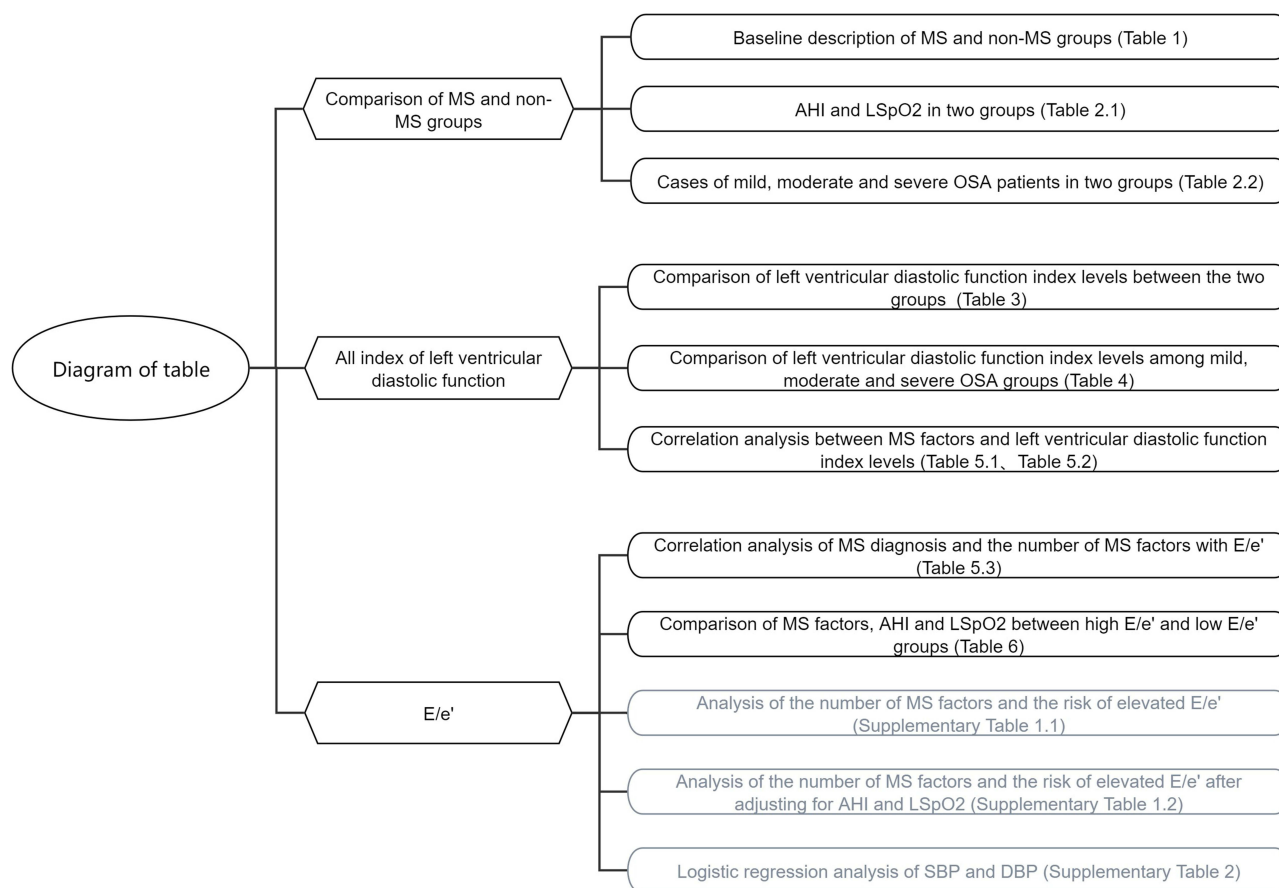 Diagram of table
Comparison of MS and non-
MS groups
Baseline description of MS and non-MS groups (Table 1)
AHI and LSpO2 in two groups (Table 2.1)
Cases of mild, moderate and severe OSA patients in two groups (Table 2.2)
All index of left ventricular
diastolic function
Comparison of left ventricular diastolic function index levels between the two
groups (Table 3)
Comparison of left ventricular diastolic function index levels among mild,
moderate and severe OSA groups (Table 4)
Correlation analysis between MS factors and left ventricular diastolic function
index levels (Table 5.1、Table 5.2)
E/e'
Correlation analysis of MS diagnosis and the number of MS factors with E/e'
(Table 5.3)
Comparison of MS factors, AHI and LSpO2 between high E/e' and low E/e'
groups (Table 6)
Analysis of the number of MS factors and the risk of elevated E/e'
(Supplementary Table 1.1)
Analysis of the number of MS factors and the risk of elevated E/e' after
adjusting for AHI and LSpO2 (Supplementary Table 1.2)
Logistic regression analysis of SBP and DBP (Supplementary Table 2)